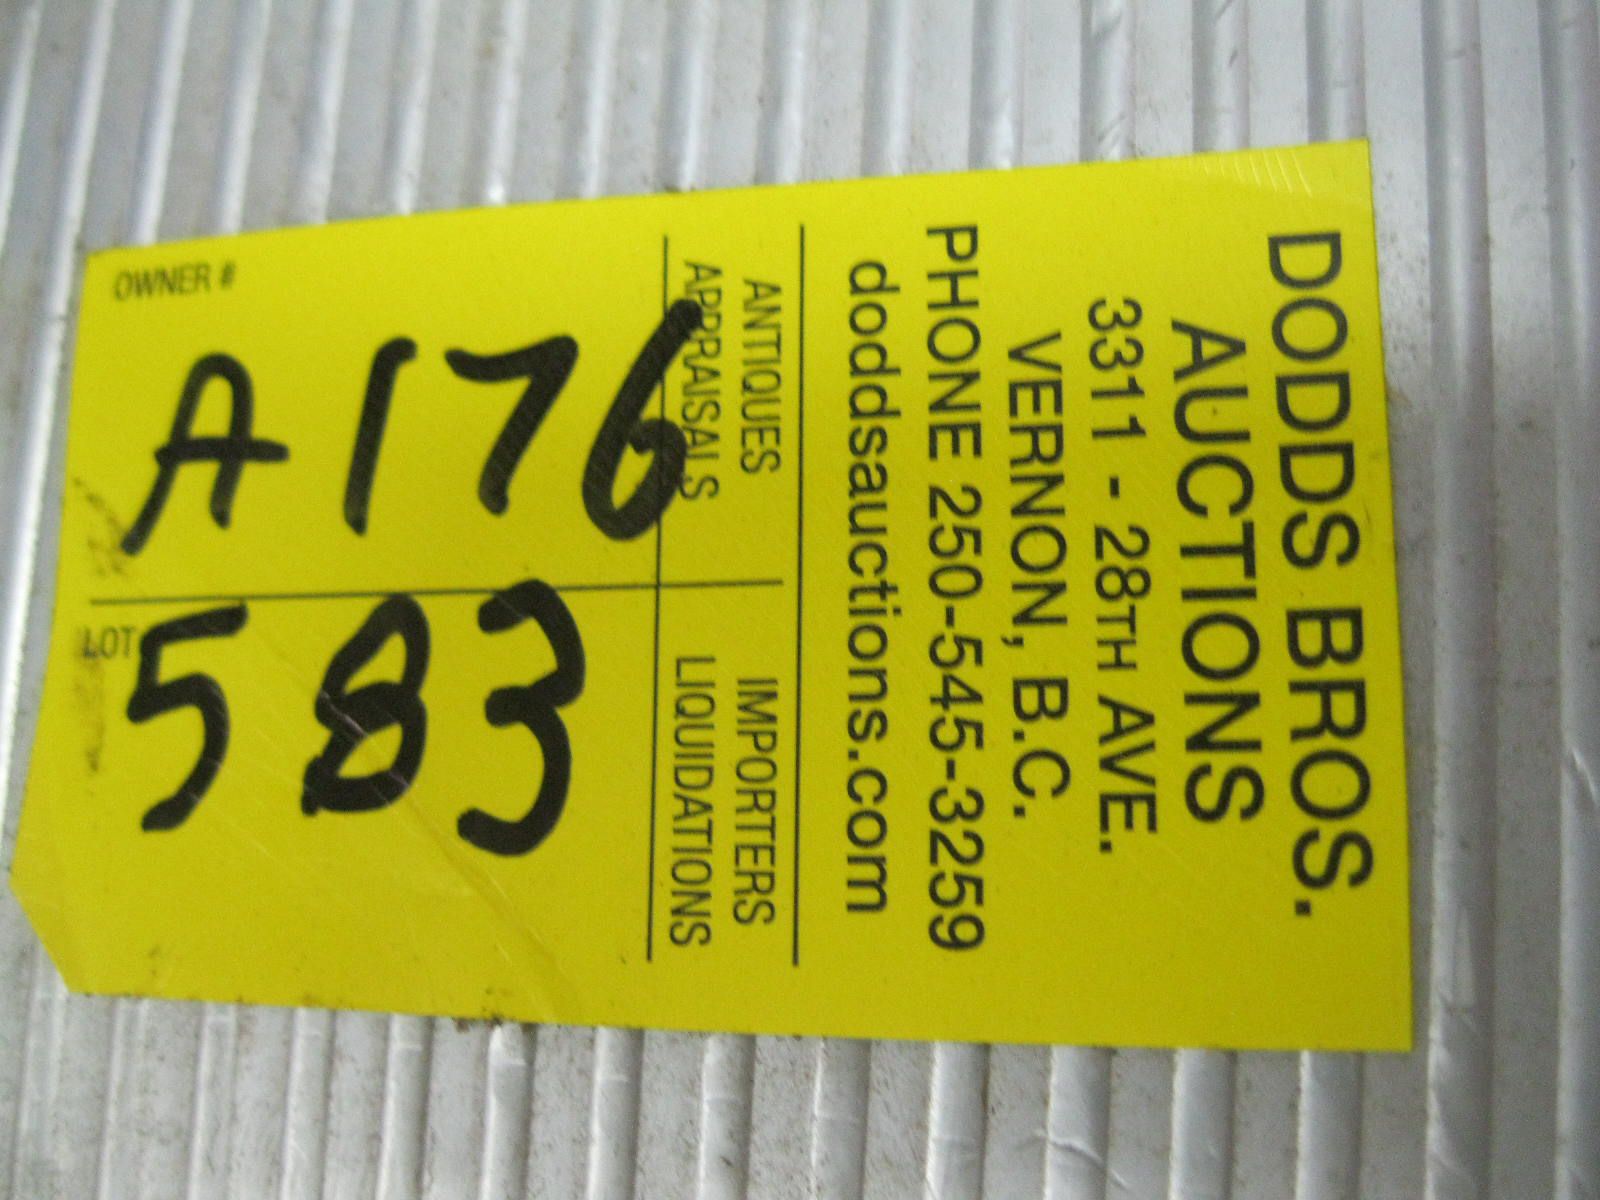 DODDS BROS.
AUCTIONS
3311 - 28TH AVE.
VERNON, B.C.
PHONE 250-545-3259
doddsauctions.com
ANTIQUES
APPRAISALS
IMPORTERS
LIQUIDATIONS
OWNER #
A176
LOT
583